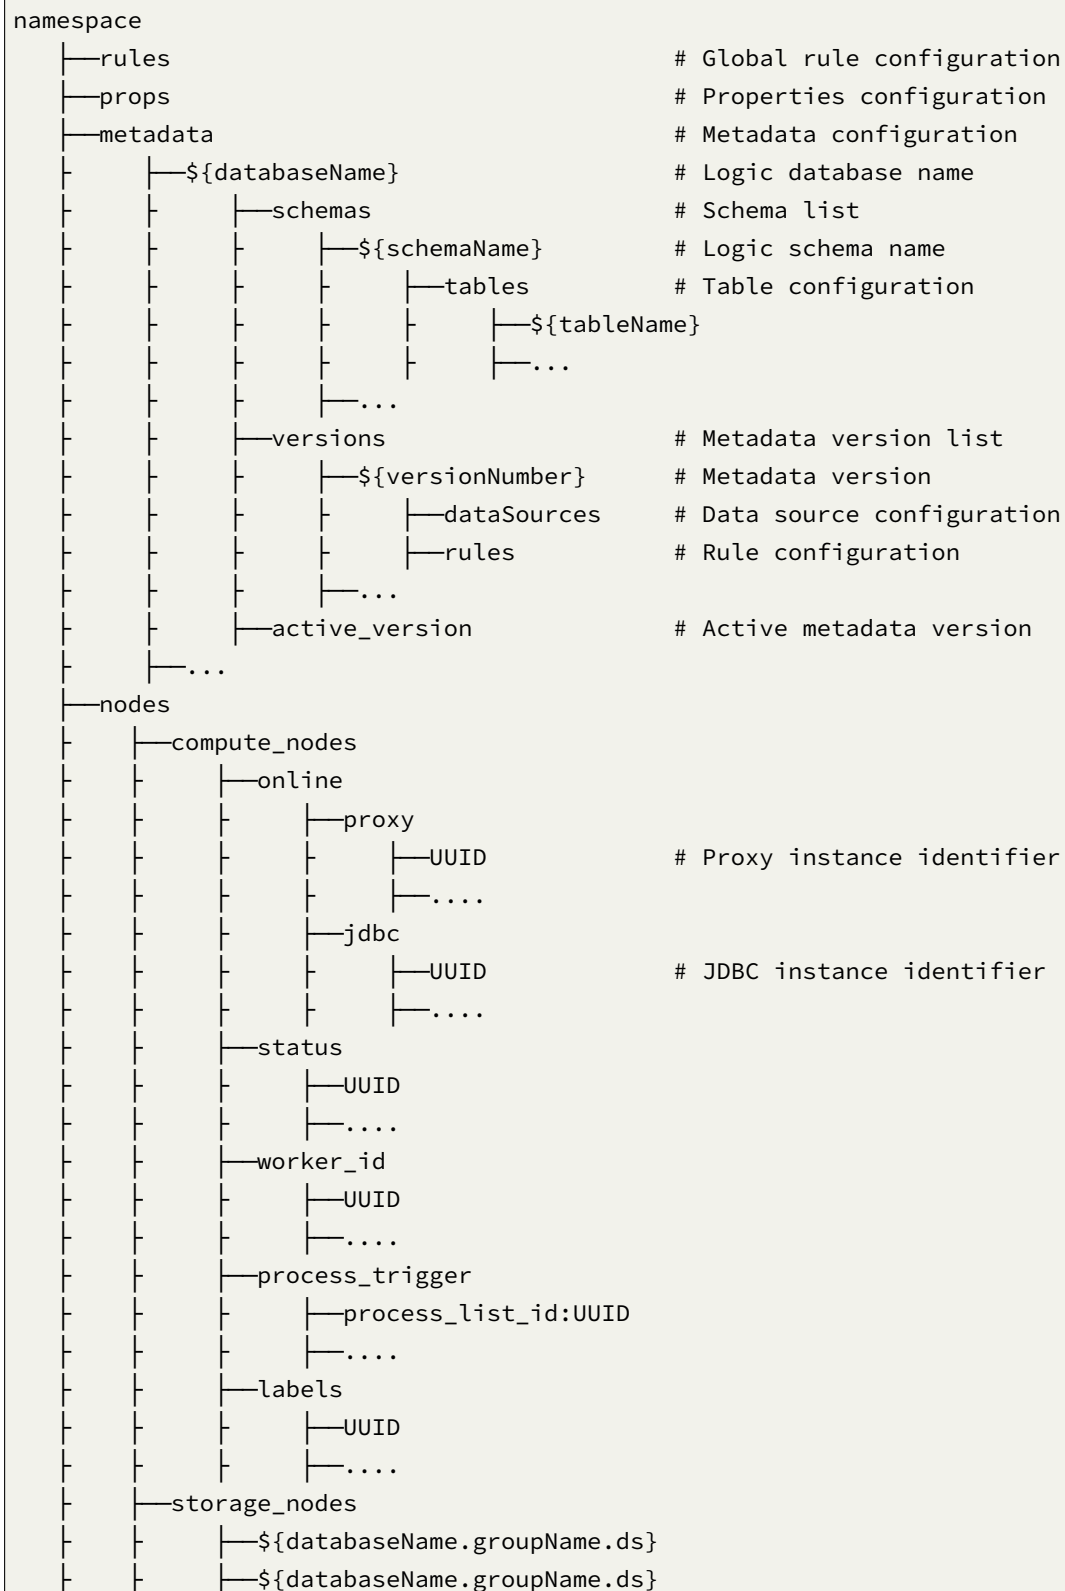 namespace
   ├──rules                              # Global rule configuration
   ├──props                              # Properties configuration
   ├──metadata                           # Metadata configuration
   ├     ├──${databaseName}              # Logic database name
   ├     ├     ├──schemas                # Schema list
   ├     ├     ├     ├──${schemaName}    # Logic schema name
   ├     ├     ├     ├     ├──tables     # Table configuration
   ├     ├     ├     ├     ├     ├──${tableName}
   ├     ├     ├     ├     ├     ├──...
   ├     ├     ├     ├──...
   ├     ├     ├──versions               # Metadata version list
   ├     ├     ├     ├──${versionNumber} # Metadata version
   ├     ├     ├     ├     ├──dataSources # Data source configuration
   ├     ├     ├     ├     ├──rules      # Rule configuration
   ├     ├     ├     ├──...
   ├     ├     ├──active_version         # Active metadata version
   ├     ├──...
   ├──nodes
   ├    ├──compute_nodes
   ├    ├     ├──online
   ├    ├     ├     ├──proxy
   ├    ├     ├     ├     ├──UUID        # Proxy instance identifier
   ├    ├     ├     ├     ├──....
   ├    ├     ├     ├──jdbc
   ├    ├     ├     ├     ├──UUID        # JDBC instance identifier
   ├    ├     ├     ├     ├──....
   ├    ├     ├──status
   ├    ├     ├     ├──UUID
   ├    ├     ├     ├──....
   ├    ├     ├──worker_id
   ├    ├     ├     ├──UUID
   ├    ├     ├     ├──....
   ├    ├     ├──process_trigger
   ├    ├     ├     ├──process_list_id:UUID
   ├    ├     ├     ├──....
   ├    ├     ├──labels
   ├    ├     ├     ├──UUID
   ├    ├     ├     ├──....
   ├    ├──storage_nodes
   ├    ├     ├──${databaseName.groupName.ds}
   ├    ├     ├──${databaseName.groupName.ds}